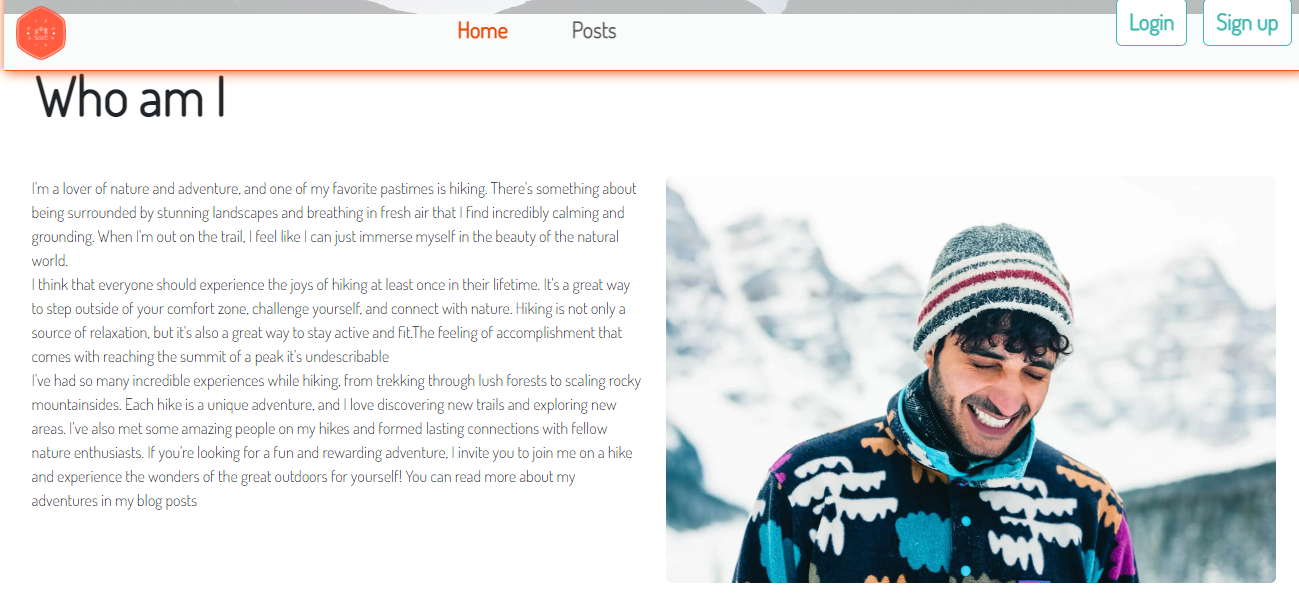 Home
Posts
Login
Sign up
Who am I
I'm a lover of nature and adventure, and one of my favorite pastimes is hiking. There's something about
being surrounded by stunning landscapes and breathing in fresh air that I find incredibly calming and
grounding. When I'm out on the trail, I feel like I can just immerse myself in the beauty of the natural
world.
I think that everyone should experience the joys of hiking at least once in their lifetime. It's a great way
to step outside of your comfort zone, challenge yourself, and connect with nature. Hiking is not only a
source of relaxation, but it's also a great way to stay active and fit.The feeling of accomplishment that
comes with reaching the summit of a peak it's undescribable
I've had so many incredible experiences while hiking, from trekking through lush forests to scaling rocky
mountainsides. Each hike is a unique adventure, and I love discovering new trails and exploring new
areas. I've also met some amazing people on my hikes and formed lasting connections with fellow
nature enthusiasts. If you're looking for a fun and rewarding adventure, I invite you to join me on a hike
and experience the wonders of the great outdoors for yourself! You can read more about my
adventures in my blog posts